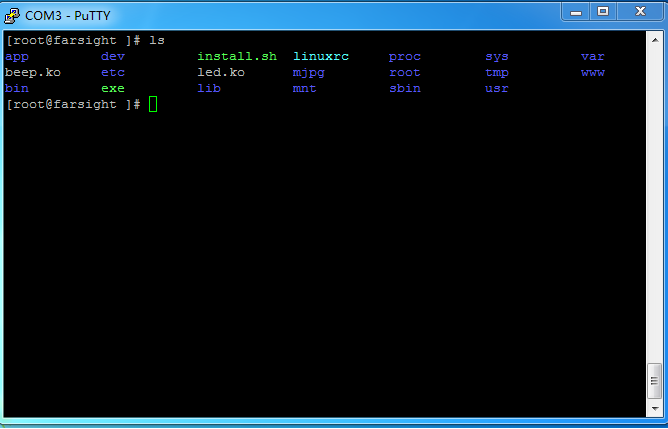 COM3 - PuTTY
[root@farsight ]# ls
app dev install.sh linuxrc proc sys var
beep.ko etc led.ko mjpg root tmp www
bin exe lib mnt sbin usr
[root@farsight ]#